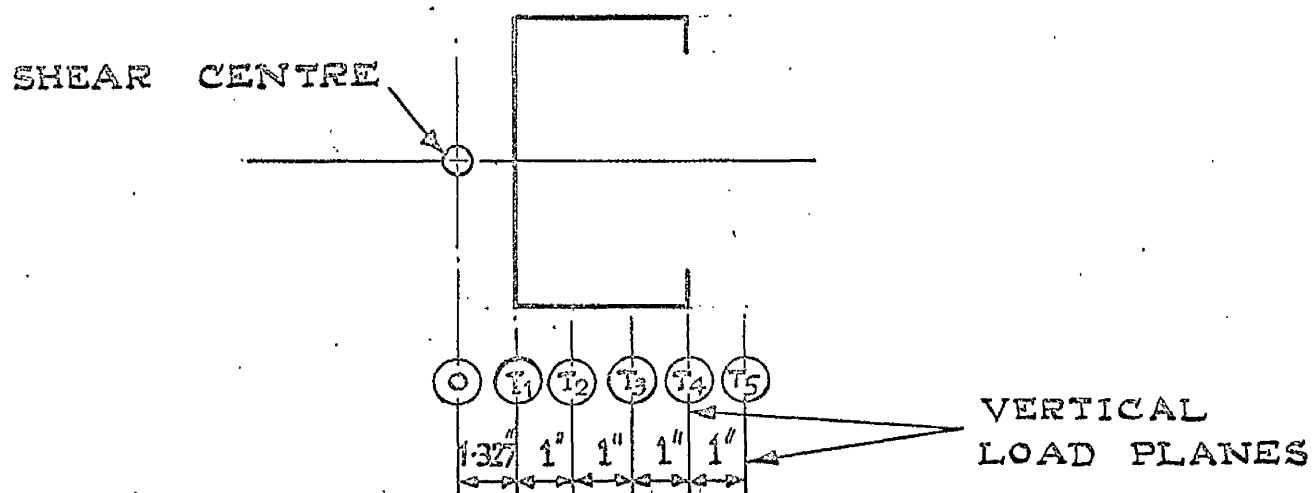 SHEAR CENTRE
O T1 T2 T3 T4 T5
1·327" 1" 1" 1" 1"
VERTICAL
LOAD PLANES